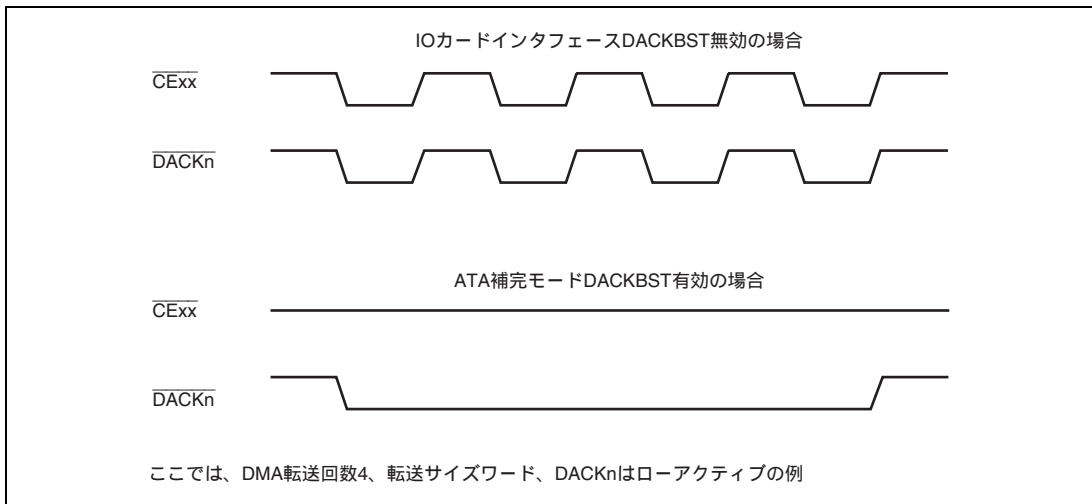 IOカードインタフェースDACKBST無効の場合
CExx
DACKn
ATA補完モードDACKBST有効の場合
CExx
DACKn
ここでは、DMA転送回数4、転送サイズワード、DACKnはローアクティブの例